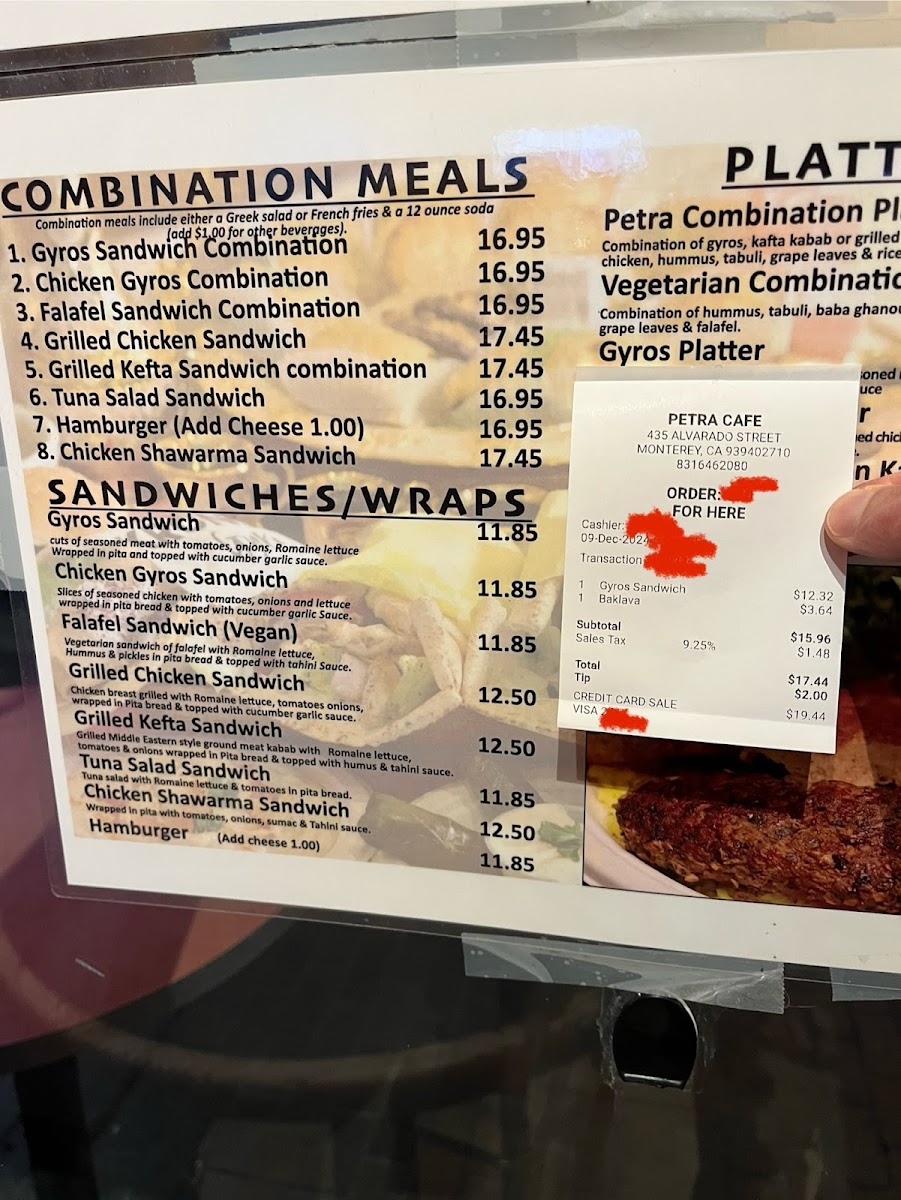 COMBINATION MEALS
Combination meals include either a Greek salad or French fries & a 12 ounce soda
(add $1.00 for other beverages).
1. Gyros Sandwich Combination 16.95
2. Chicken Gyros Combination 16.95
3. Falafel Sandwich Combination 16.95
4. Grilled Chicken Sandwich 17.45
5. Grilled Kefta Sandwich combination 17.45
6. Tuna Salad Sandwich 16.95
7. Hamburger (Add Cheese 1.00) 16.95
8. Chicken Shawarma Sandwich 17.45
SANDWICHES/WRAPS
Gyros Sandwich 11.85
cuts of seasoned meat with tomatoes, onions, Romaine lettuce
Wrapped in pita and topped with cucumber garlic sauce.
Chicken Gyros Sandwich 11.85
Slices of seasoned chicken with tomatoes, onions and lettuce
wrapped in pita bread & topped with cucumber garlic Sauce.
Falafel Sandwich (Vegan) 11.85
Vegetarian sandwich of falafel with Romaine lettuce,
Hummus & pickles in pita bread & topped with tahini Sauce.
Grilled Chicken Sandwich 12.50
Chicken breast grilled with Romaine lettuce, tomatoes onions,
wrapped in Pita bread & topped with cucumber garlic sauce.
Grilled Kefta Sandwich 12.50
Grilled Middle Eastern style ground meat kabab with Romaine lettuce,
tomatoes & onions wrapped in Pita bread & topped with humus & tahini sauce.
Tuna Salad Sandwich 11.85
Tuna salad with Romaine lettuce & tomatoes in pita bread.
Chicken Shawarma Sandwich 12.50
Wrapped in pita with tomatoes, onions, sumac & Tahini sauce.
Hamburger (Add cheese 1.00) 11.85
PLATT
Petra Combination Pl
Combination of gyros, kafta kabab or grilled
chicken, hummus, tabuli, grape leaves & rice
Vegetarian Combinatio
Combination of hummus, tabuli, baba ghanou
grape leaves & falafel.
Gyros Platter
oned
uce
r
ed chic
n K
PETRA CAFE
435 ALVARADO STREET
MONTEREY, CA 939402710
8316462080
ORDER:
FOR HERE
Cashier:
09-Dec-2024
Transaction
1 Gyros Sandwich $12.32
1 Baklava $3.64
Subtotal $15.96
Sales Tax 9.25% $1.48
Total $17.44
Tip $2.00
CREDIT CARD SALE $19.44
VISA